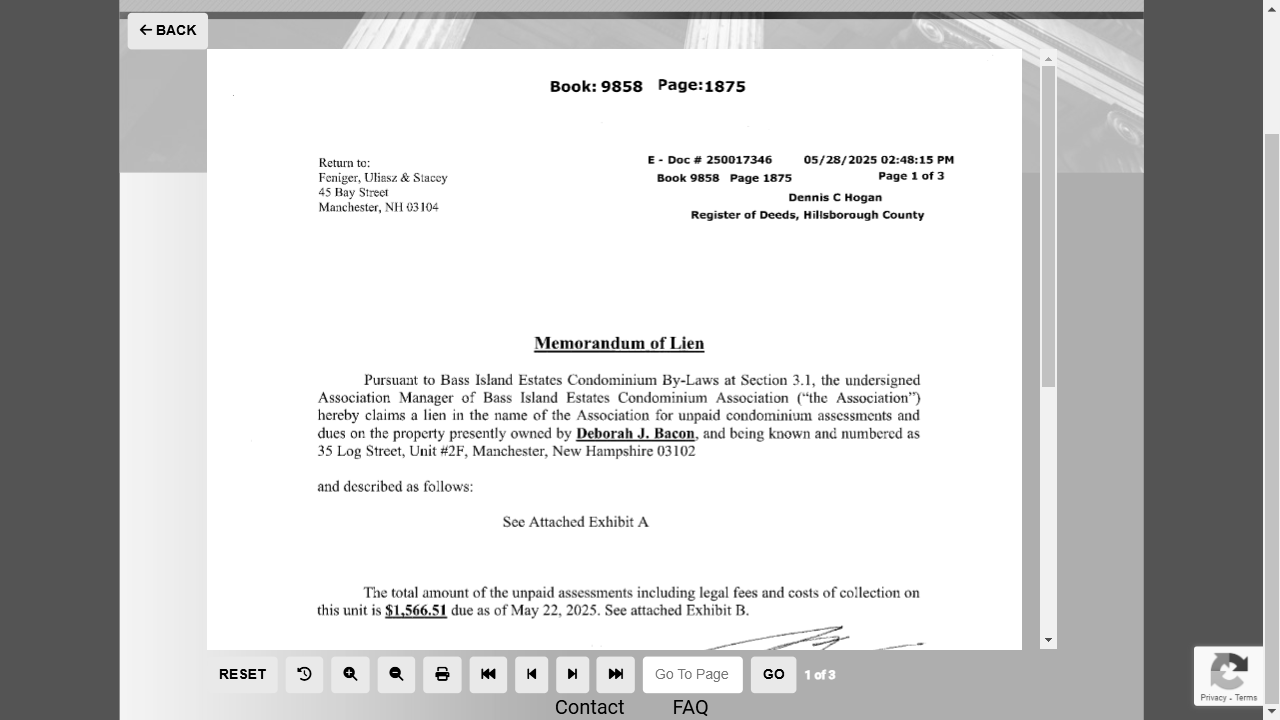 BACK
Book: 9858 Page:1875
Return to:
Feniger, Uliasz & Stacey
45 Bay Street
Manchester, NH 03104
E - Doc # 250017346 05/28/2025 02:48:15 PM
Book 9858 Page 1875 Page 1 of 3
Dennis C Hogan
Register of Deeds, Hillsborough County
Memorandum of Lien
Pursuant to Bass Island Estates Condominium By-Laws at Section 3.1, the undersigned
Association Manager of Bass Island Estates Condominium Association (“the Association”)
hereby claims a lien in the name of the Association for unpaid condominium assessments and
dues on the property presently owned by Deborah J. Bacon, and being known and numbered as
35 Log Street, Unit #2F, Manchester, New Hampshire 03102
and described as follows:
See Attached Exhibit A
The total amount of the unpaid assessments including legal fees and costs of collection on
this unit is $1,566.51 due as of May 22, 2025. See attached Exhibit B.
RESET Go To Page GO 1 of 3
Contact FAQ
Privacy - Terms